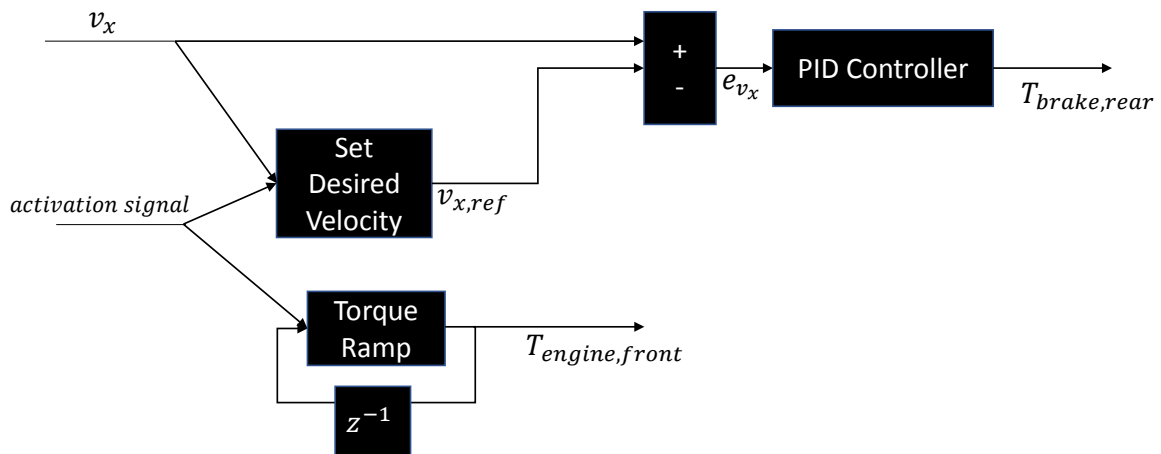 v_x
+
-
PID Controller
e_{v_x}
T_{brake,rear}
Set
Desired
Velocity
v_{x,ref}
activation signal
Torque
Ramp
T_{engine,front}
z^{-1}